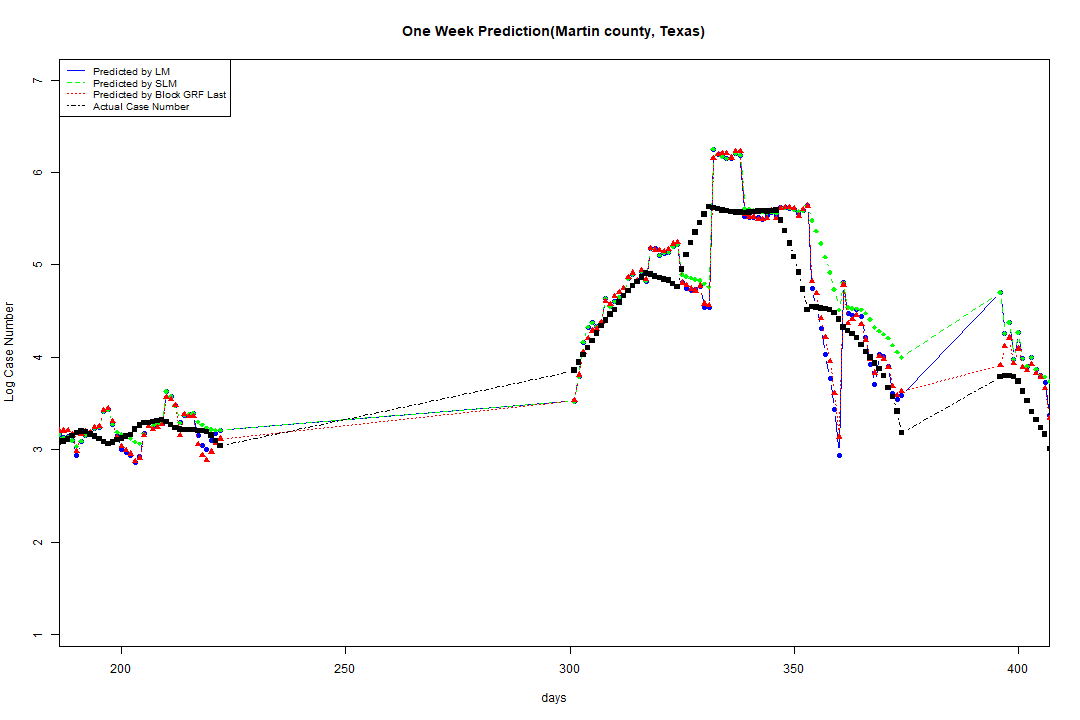 One Week Prediction(Martin county, Texas)
Predicted by LM
Predicted by SLM
Predicted by Block GRF Last
Actual Case Number
7
6
5
4
3
2
1
Log Case Number
200 250 300 350 400
days